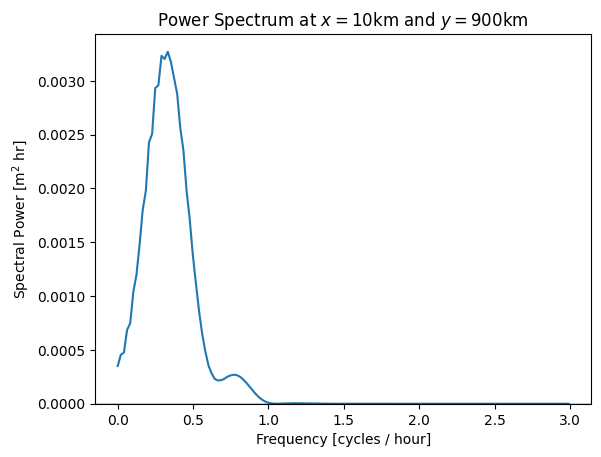 Power Spectrum at x = 10km and y = 900km
Spectral Power [m² hr]
0.0030
0.0025
0.0020
0.0015
0.0010
0.0005
0.0000
0.0 0.5 1.0 1.5 2.0 2.5 3.0
Frequency [cycles / hour]